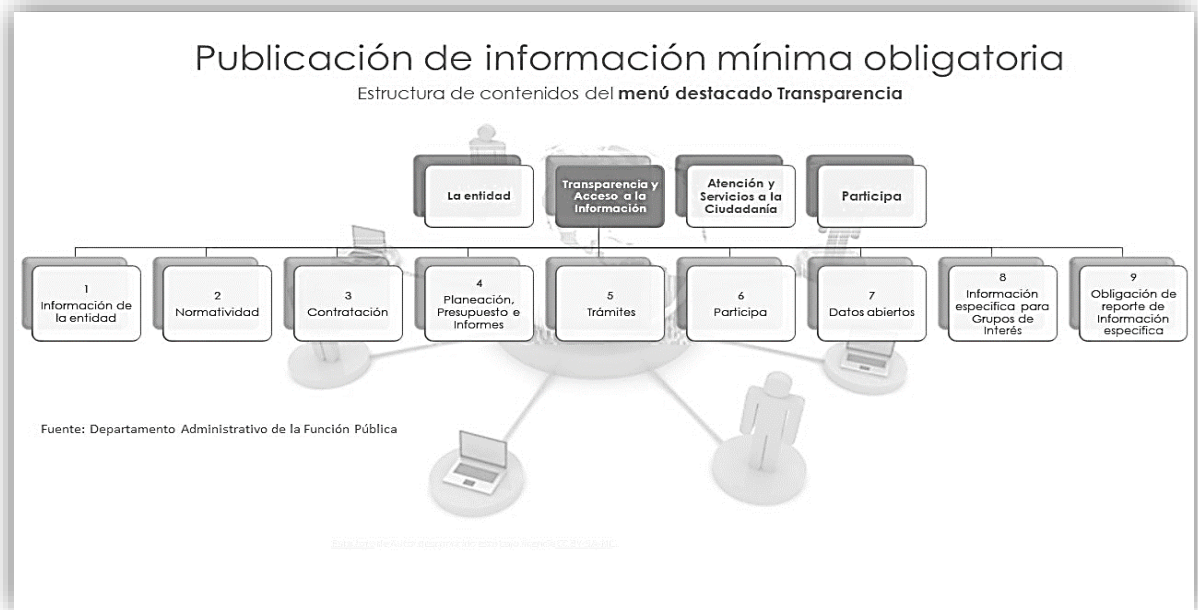 Publicación de información mínima obligatoria
Estructura de contenidos del menú destacado Transparencia
La entidad
Transparencia y
Acceso a la
Información
Atención y
Servicios a la
Ciudadanía
Participa
1
Información de
la entidad
2
Normatividad
3
Contratación
4
Planeación,
Presupuesto e
Informes
5
Trámites
6
Participa
7
Datos abiertos
8
Información
especifica para
Grupos de
Interés
9
Obligación de
reporte de
Información
especifica
Fuente: Departamento Administrativo de la Función Pública